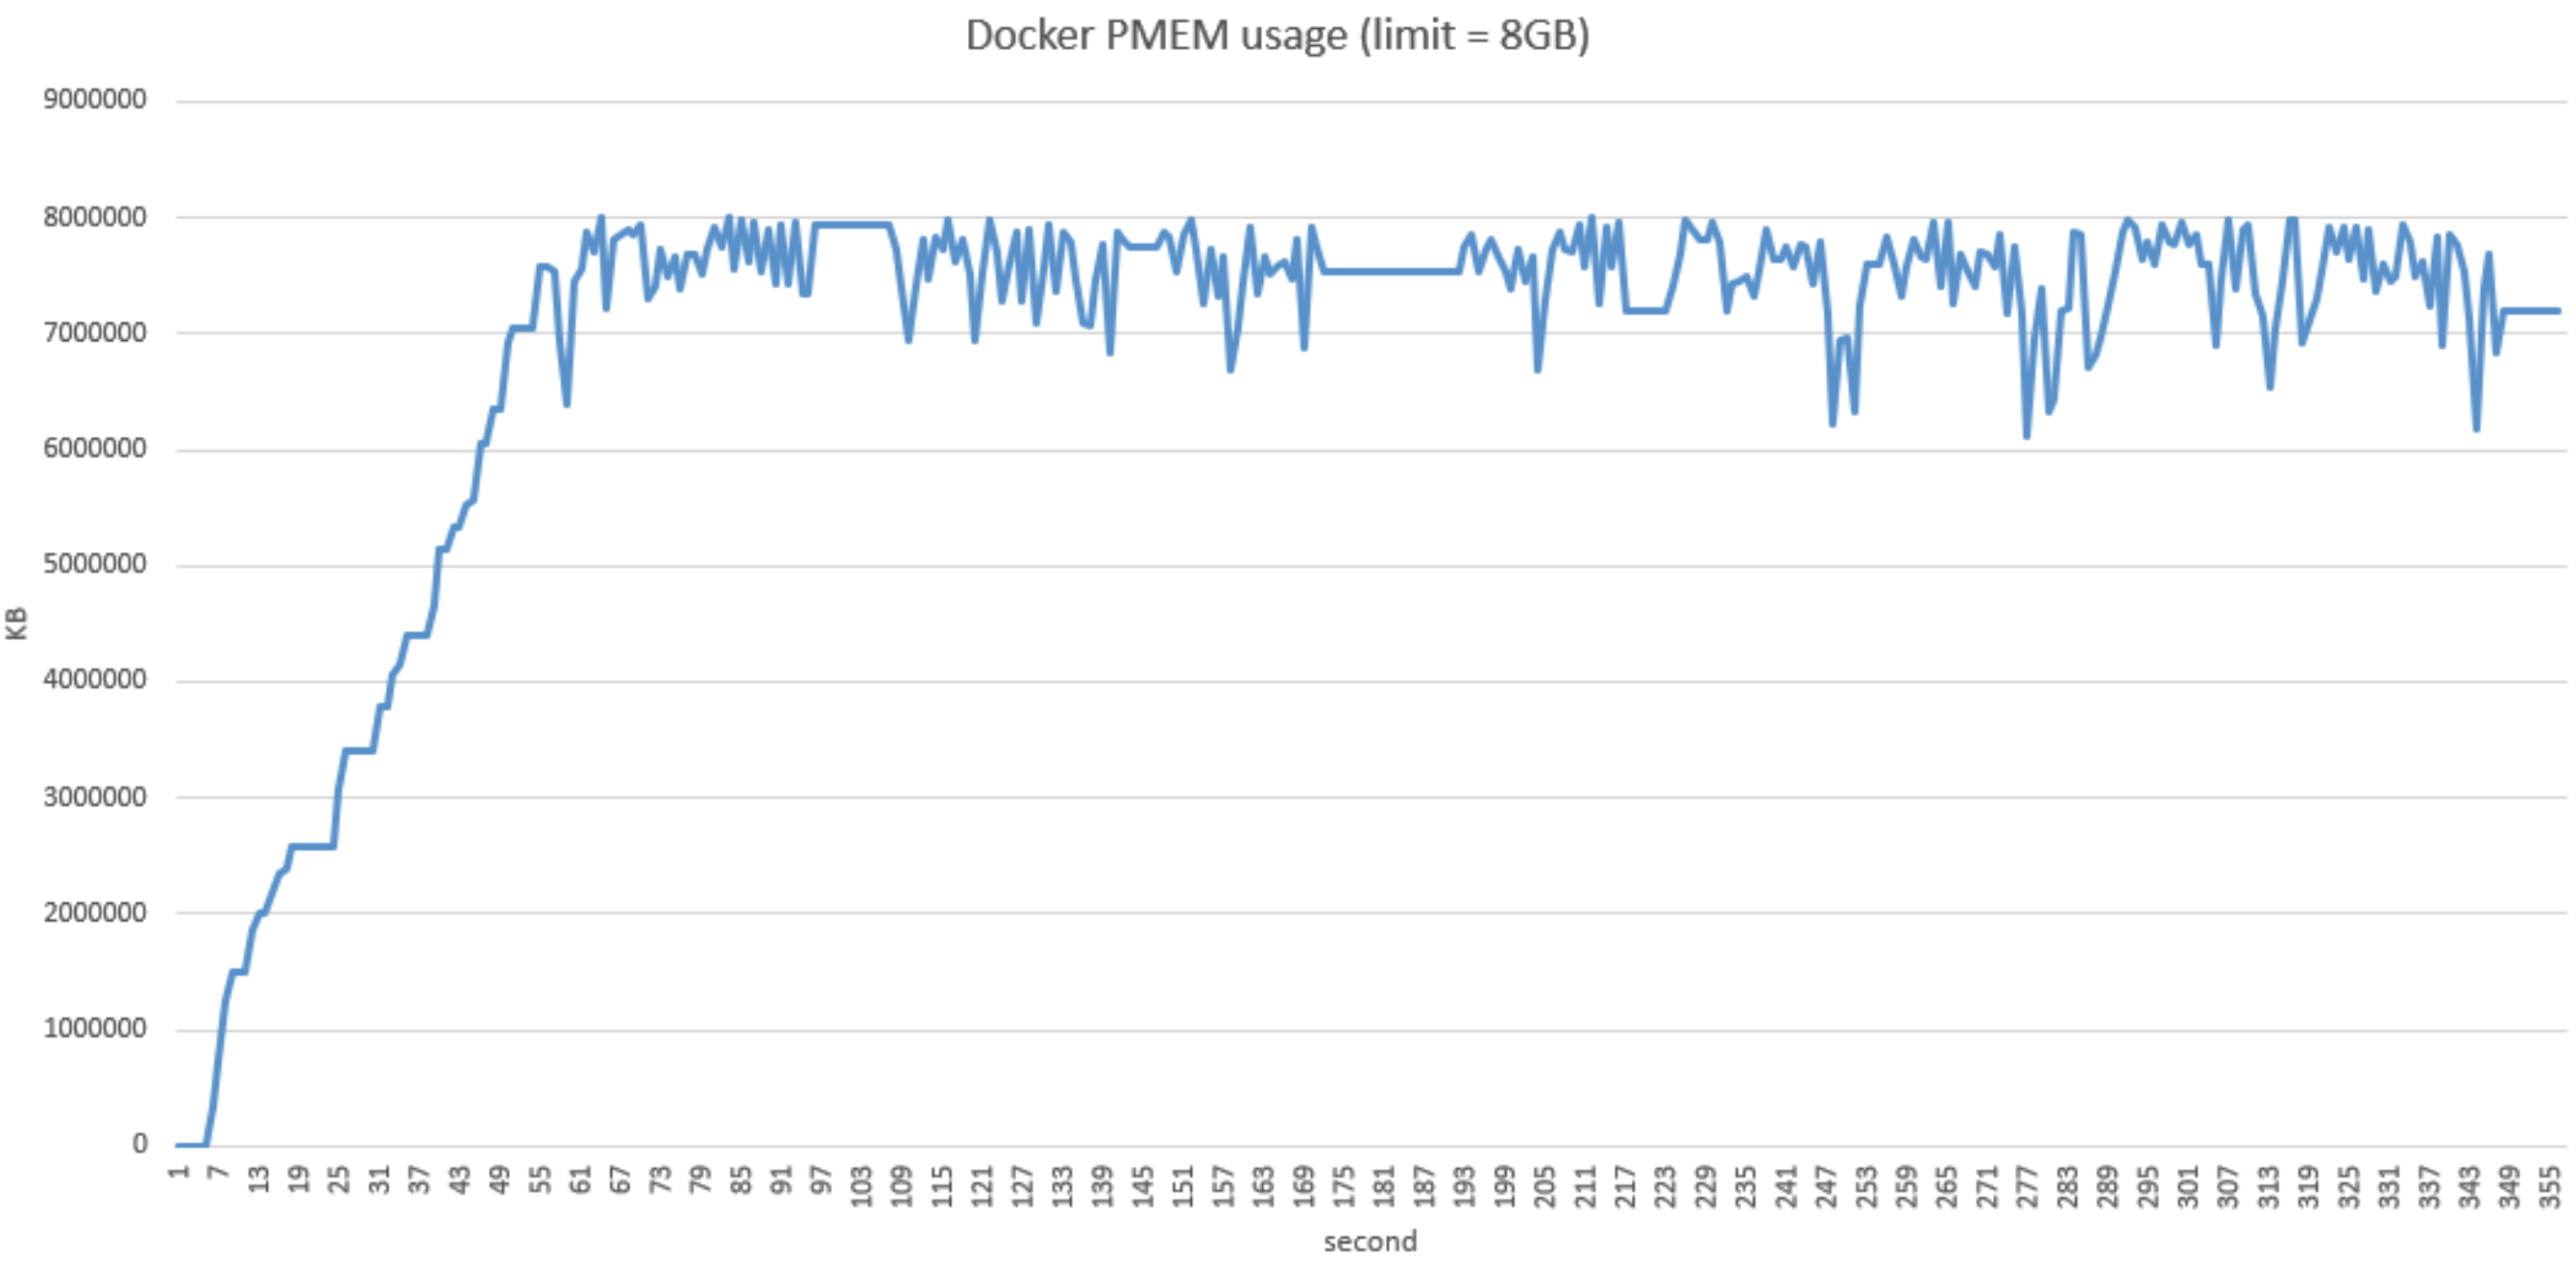 Docker PMEM usage (limit = 8GB)
9000000
8000000
7000000
6000000
5000000
4000000
3000000
2000000
1000000
0
KB
1 7 13 19 25 31 37 43 49 55 61 67 73 79 85 91 97 103 109 115 121 127 133 139 145 151 157 163 169 175 181 187 193 199 205 211 217 223 229 235 241 247 253 259 265 271 277 283 289 295 301 307 313 319 325 331 337 343 349 355
second